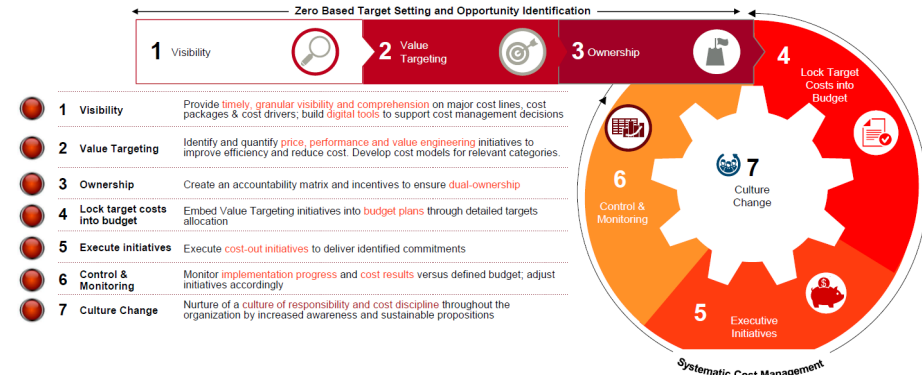 Zero Based Target Setting and Opportunity Identification
1 Visibility
2 Value
Targeting
3 Ownership
4
Lock Target
Costs into
Budget
1 Visibility
Provide timely, granular visibility and comprehension on major cost lines, cost
packages & cost drivers; build digital tools to support cost management decisions
2 Value Targeting
Identify and quantify price, performance and value engineering initiatives to
improve efficiency and reduce cost. Develop cost models for relevant categories.
3 Ownership
Create an accountability matrix and incentives to ensure dual-ownership
4 Lock target costs
into budget
Embed Value Targeting initiatives into budget plans through detailed targets
allocation
5 Execute initiatives
Execute cost-out initiatives to deliver identified commitments
6 Control &
Monitoring
Monitor implementation progress and cost results versus defined budget; adjust
initiatives accordingly
7 Culture Change
Nurture of a culture of responsibility and cost discipline throughout the
organization by increased awareness and sustainable propositions
7
Culture
Change
6
Control &
Monitoring
$
5
Executive
Initiatives
Systematic Cost Management